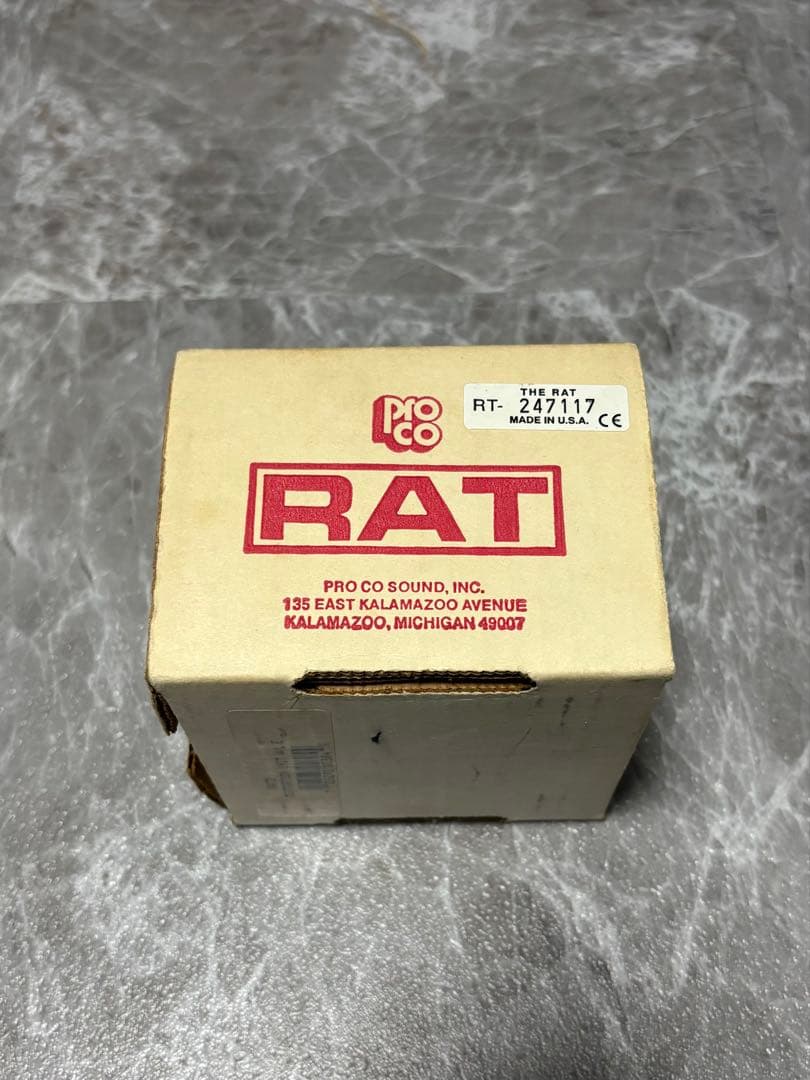 pro
co
THE RAT
RT- 247117
MADE IN U.S.A. CE
RAT
PRO CO SOUND, INC.
135 EAST KALAMAZOO AVENUE
KALAMAZOO, MICHIGAN 49007